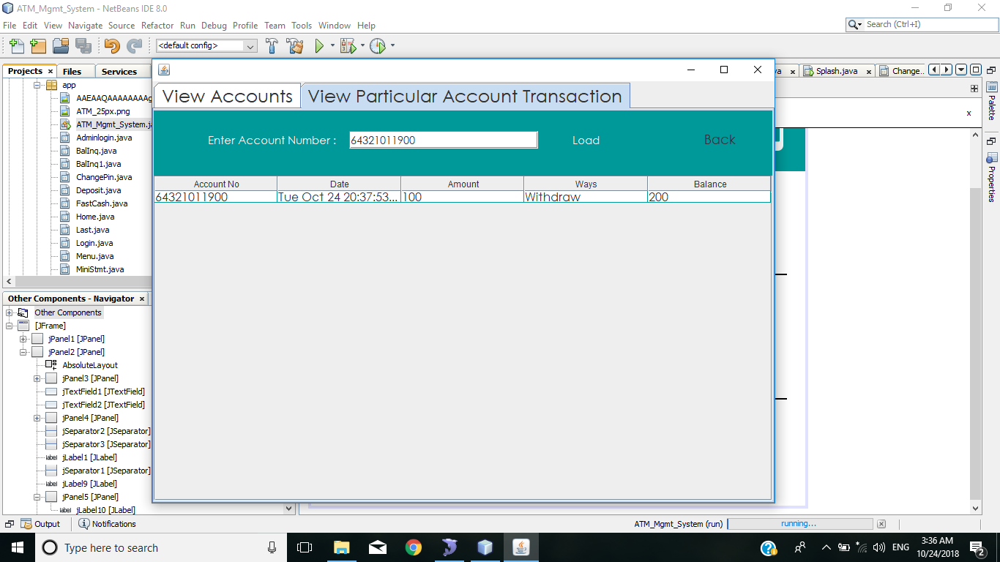 ATM_Mgmt_System - NetBeans IDE 8.0
File Edit View Navigate Source Refactor Run Debug Profile Team Tools Window Help
Search (Ctrl+I)
<default config>
Projects x Files Services
va x Splash.java x Change..
app
AAEAAQAAAAAAAAg
ATM_25px.png
ATM_Mgmt_System.ja
Adminlogin.java
BalInq.java
BalInq1.java
ChangePin.java
Deposit.java
FastCash.java
Home.java
Last.java
Login.java
Menu.java
MiniStmt.java
View Accounts View Particular Account Transaction
Enter Account Number : 64321011900 Load Back
Account No Date Amount Ways Balance
64321011900 Tue Oct 24 20:37:53... 100 Withdraw 200
x
Palette
Properties
Other Components - Navigator x
Other Components
[JFrame]
jPanel1 [JPanel]
jPanel2 [JPanel]
AbsoluteLayout
jPanel3 [JPanel]
jTextField1 [JTextField]
jTextField2 [JTextField]
jPanel4 [JPanel]
jSeparator2 [JSeparator]
jSeparator3 [JSeparator]
label jLabel1 [JLabel]
jSeparator1 [JSeparator]
label jLabel9 [JLabel]
jPanel5 [JPanel]
label jLabel10 [JLabel]
Output Notifications ATM_Mgmt_System (run) running...
Type here to search
ENG 3:36 AM
10/24/2018 2